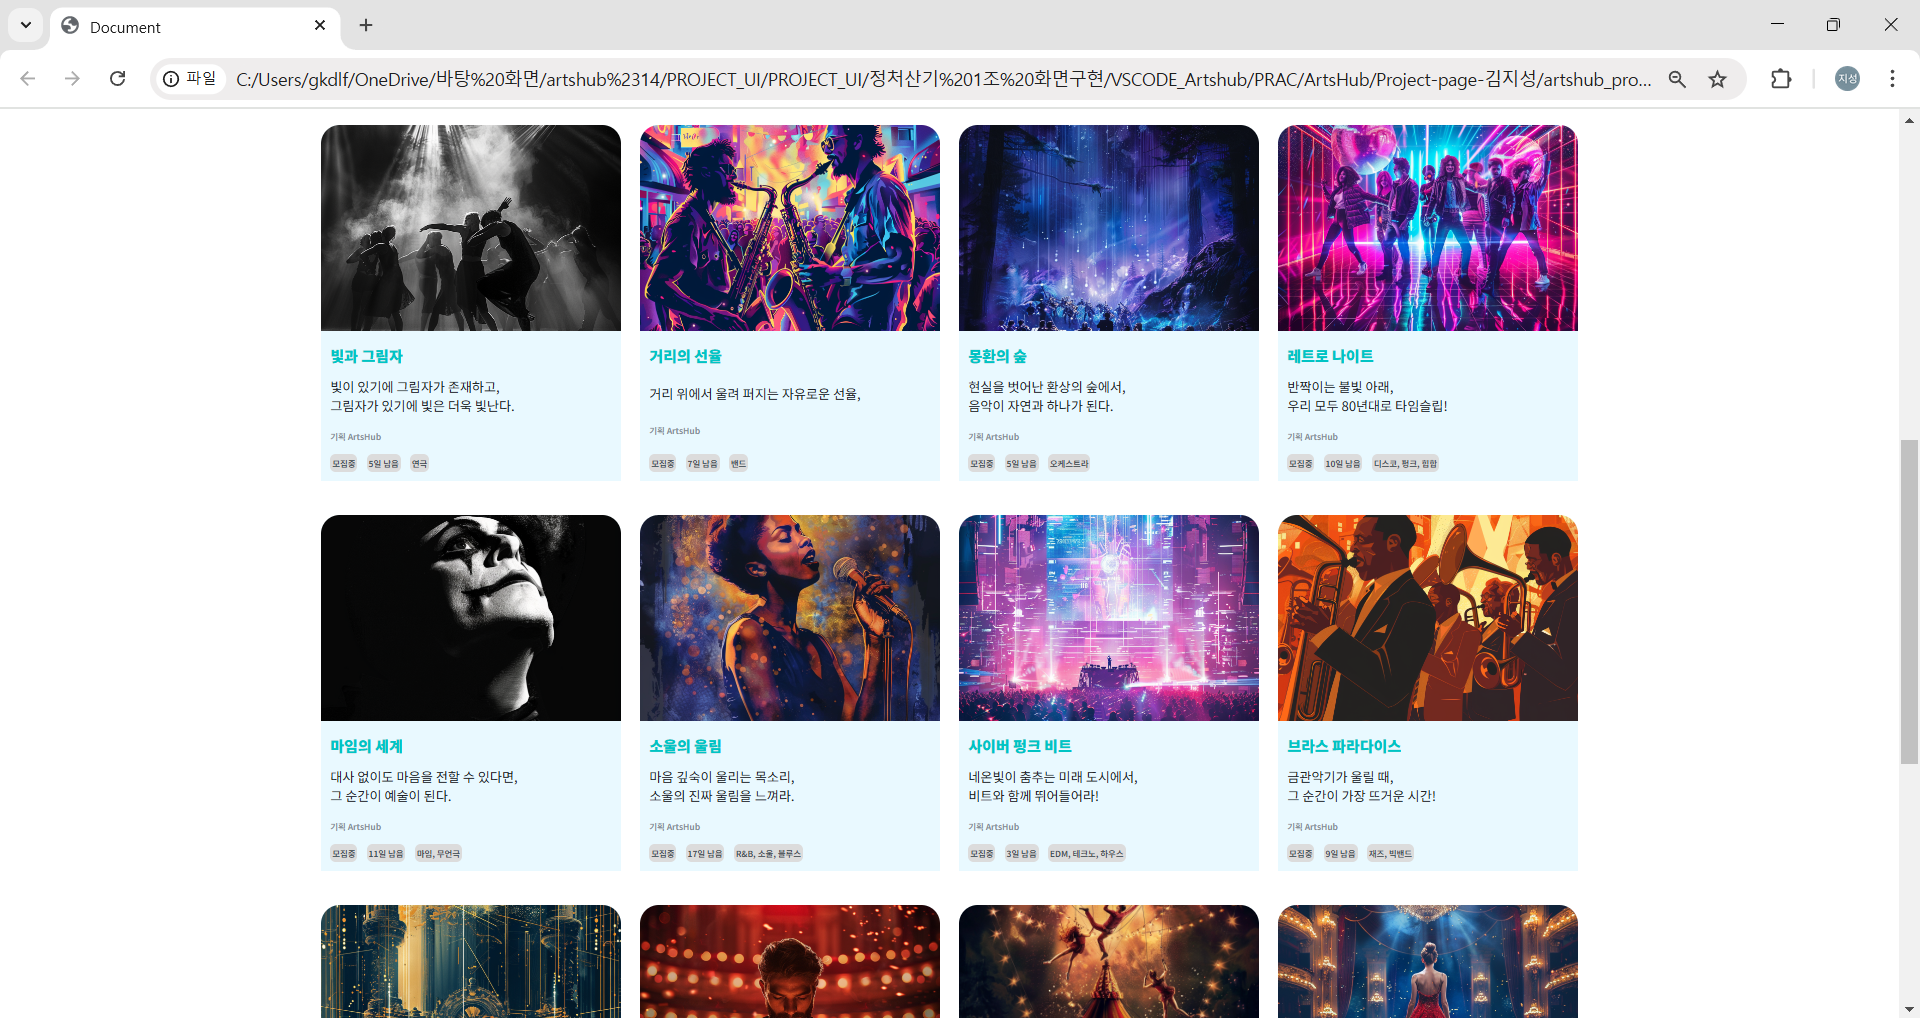 Document
파일
C:/Users/gkdlf/OneDrive/바탕%20화면/artshub%2314/PROJECT_UI/PROJECT_UI/정처산기%201조%20화면구현/VSCODE_Artshub/PRAC/ArtsHub/Project-page-김지성/artshub_pro...
지성
빛과 그림자
빛이 있기에 그림자가 존재하고,
그림자가 있기에 빛은 더욱 빛난다.
기획 ArtsHub
모집중 5일 남음 연극
거리의 선율
거리 위에서 울려 퍼지는 자유로운 선율,
기획 ArtsHub
모집중 7일 남음 밴드
몽환의 숲
현실을 벗어난 환상의 숲에서,
음악이 자연과 하나가 된다.
기획 ArtsHub
모집중 5일 남음 오케스트라
레트로 나이트
반짝이는 불빛 아래,
우리 모두 80년대로 타임슬립!
기획 ArtsHub
모집중 10일 남음 디스코, 펑크, 힙합
마임의 세계
대사 없이도 마음을 전할 수 있다면,
그 순간이 예술이 된다.
기획 ArtsHub
모집중 11일 남음 마임, 무언극
소울의 울림
마음 깊숙이 울리는 목소리,
소울의 진짜 울림을 느껴라.
기획 ArtsHub
모집중 17일 남음 R&B, 소울, 블루스
사이버 펑크 비트
네온빛이 춤추는 미래 도시에서,
비트와 함께 뛰어들어라!
기획 ArtsHub
모집중 3일 남음 EDM, 테크노, 하우스
브라스 파라다이스
금관악기가 울릴 때,
그 순간이 가장 뜨거운 시간!
기획 ArtsHub
모집중 9일 남음 재즈, 빅밴드